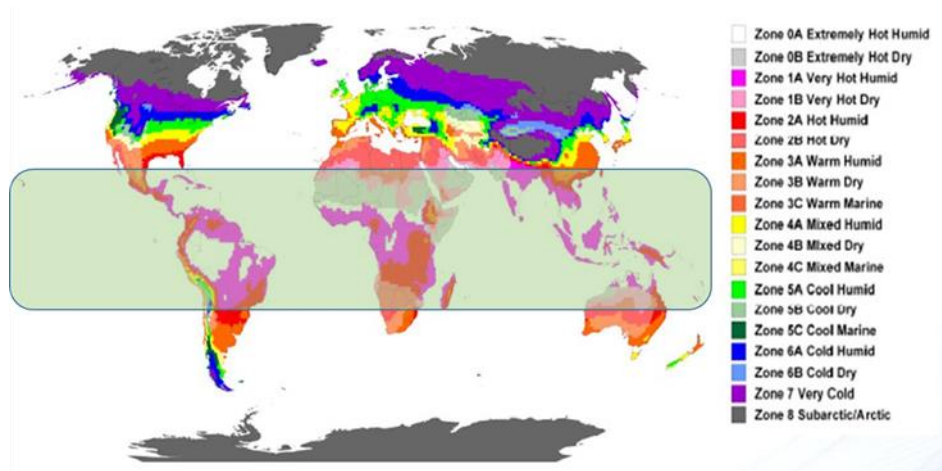 Zone 0A Extremely Hot Humid
Zone 0B Extremely Hot Dry
Zone 1A Very Hot Humid
Zone 1B Very Hot Dry
Zone 2A Hot Humid
Zone 2B Hot Dry
Zone 3A Warm Humid
Zone 3B Warm Dry
Zone 3C Warm Marine
Zone 4A Mixed Humid
Zone 4B Mixed Dry
Zone 4C Mixed Marine
Zone 5A Cool Humid
Zone 5B Cool Dry
Zone 5C Cool Marine
Zone 6A Cold Humid
Zone 6B Cold Dry
Zone 7 Very Cold
Zone 8 Subarctic/Arctic